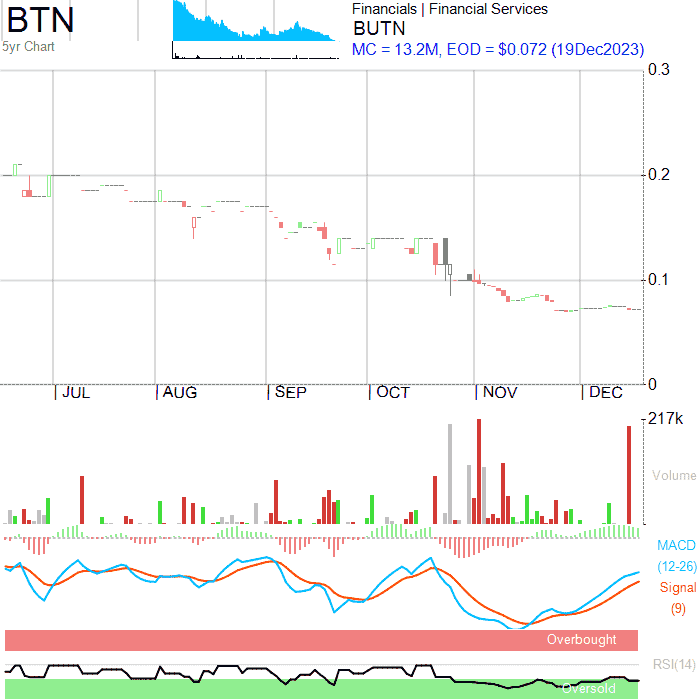 BTN
5yr Chart
Financials | Financial Services
BUTN
MC = 13.2M, EOD = $0.072 (19Dec2023)
0.3
0.2
0.1
0
JUL AUG SEP OCT NOV DEC
217k
Volume
MACD
(12-26)
Signal
(9)
Overbought
RSI(14)
Oversold